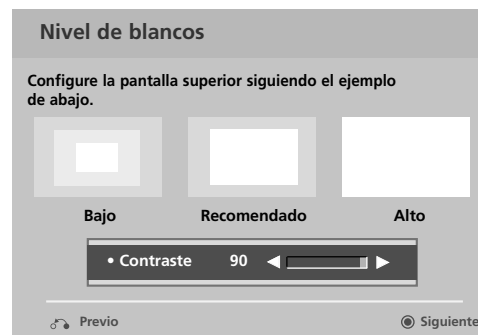 Nivel de blancos
Configure la pantalla superior siguiendo el ejemplo
de abajo.
Bajo Recomendado Alto
• Contraste 90
Previo Siguiente